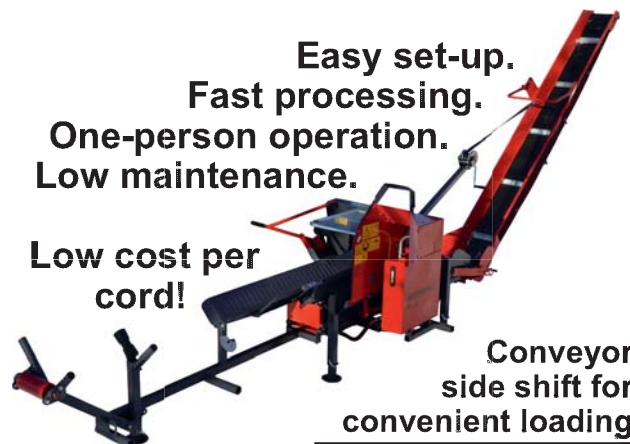 Easy set-up.
Fast processing.
One-person operation.
Low maintenance.
Low cost per
cord!
Conveyor
side shift for
convenient loading